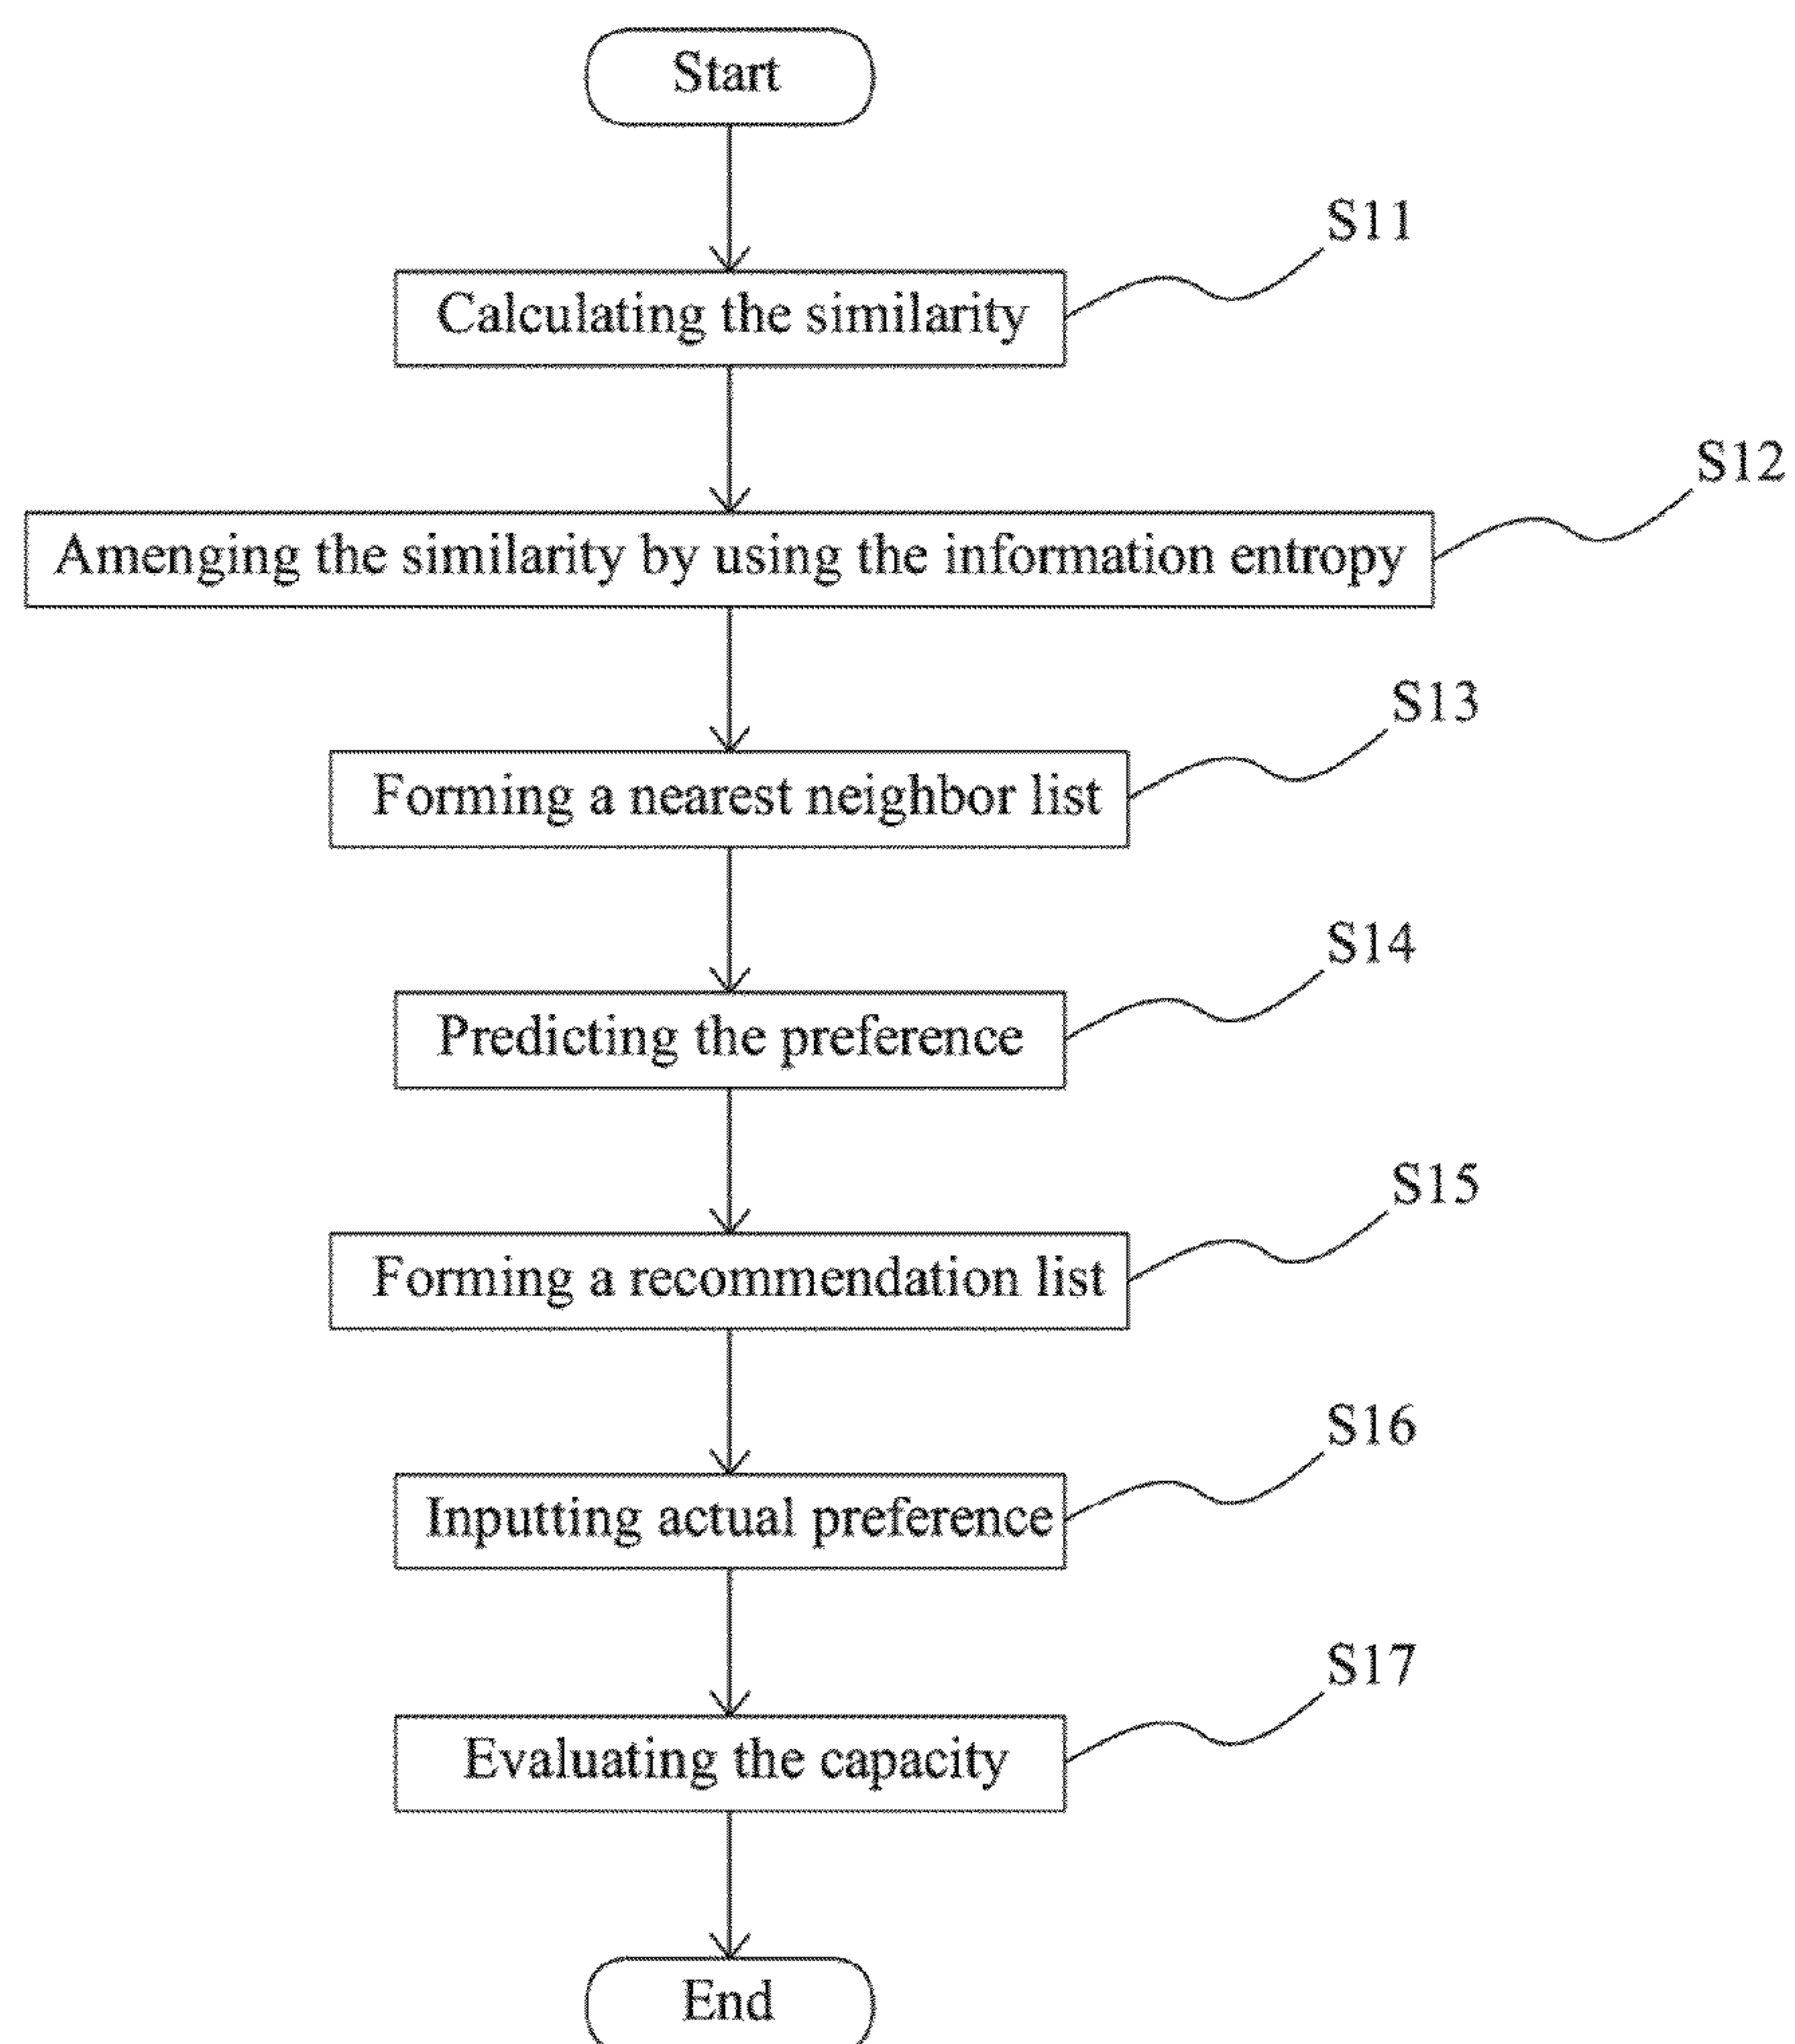 Start
S11
Calculating the similarity
S12
Amenging the similarity by using the information entropy
S13
Forming a nearest neighbor list
S14
Predicting the preference
S15
Forming a recommendation list
S16
Inputting actual preference
S17
Evaluating the capacity
End